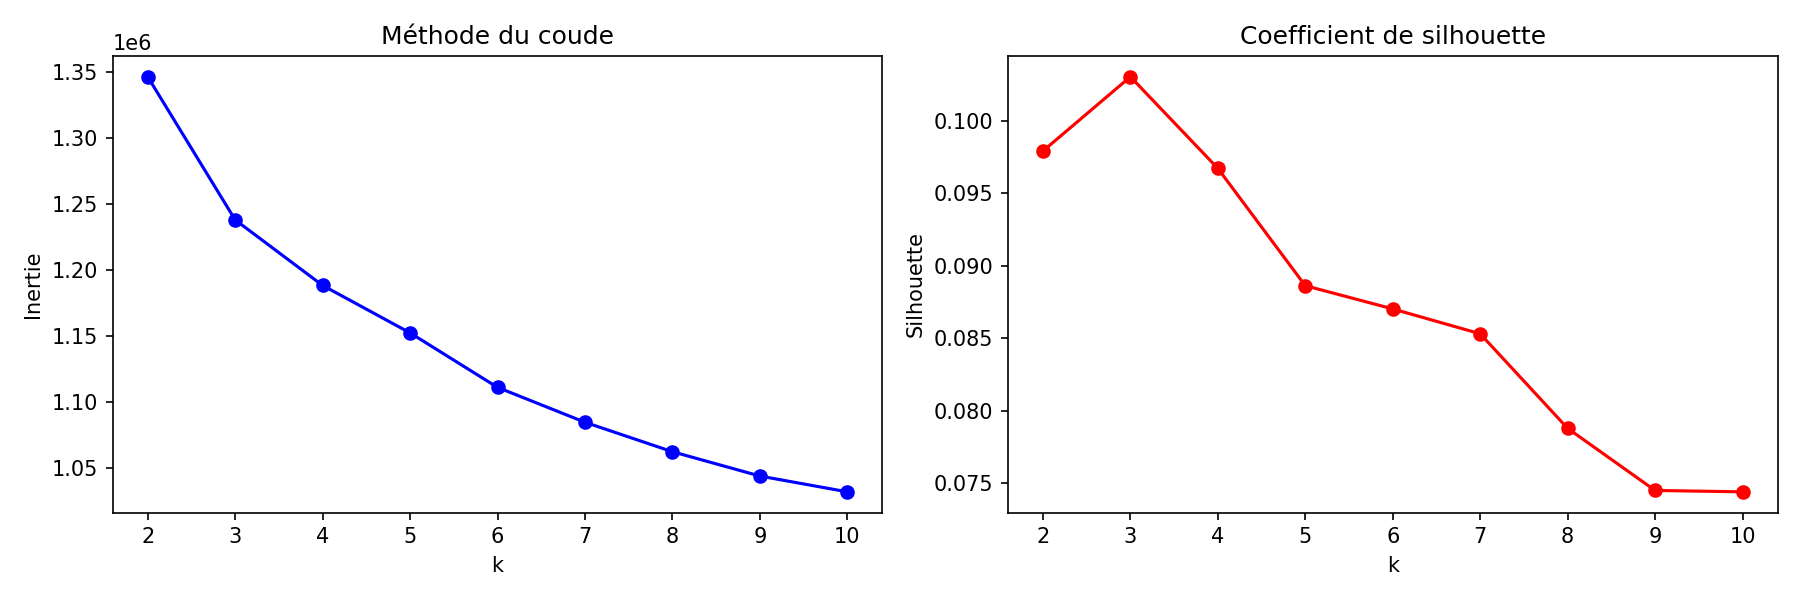 Méthode du coude
1e6
1.35
1.30
1.25
1.20
1.15
1.10
1.05
Inertie
2 3 4 5 6 7 8 9 10
k
Coefficient de silhouette
0.100
0.095
0.090
0.085
0.080
0.075
Silhouette
2 3 4 5 6 7 8 9 10
k